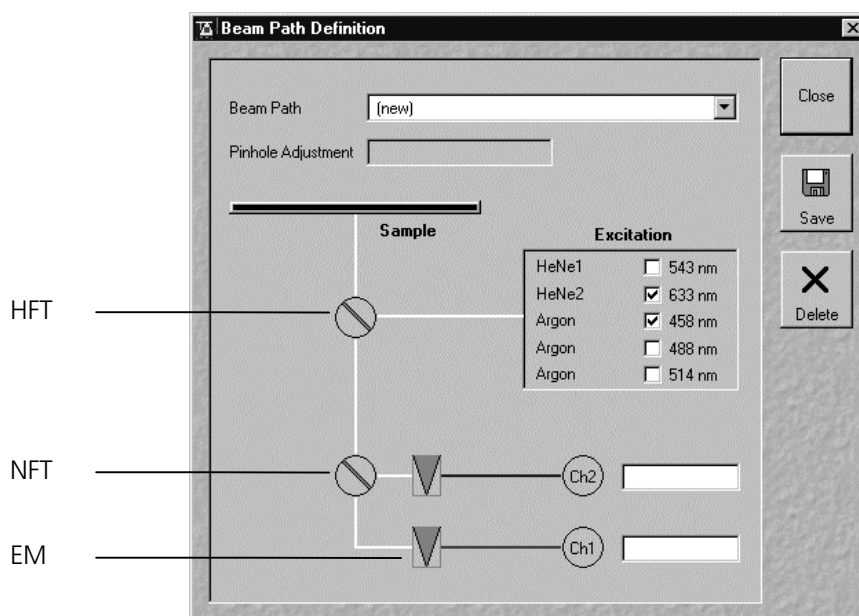 Beam Path Definition
Beam Path (new)
Close
Pinhole Adjustment
Save
Sample
Excitation
HeNe1 543 nm
HeNe2 633 nm
Delete
HFT
Argon 458 nm
Argon 488 nm
Argon 514 nm
NFT
Ch2
EM
Ch1